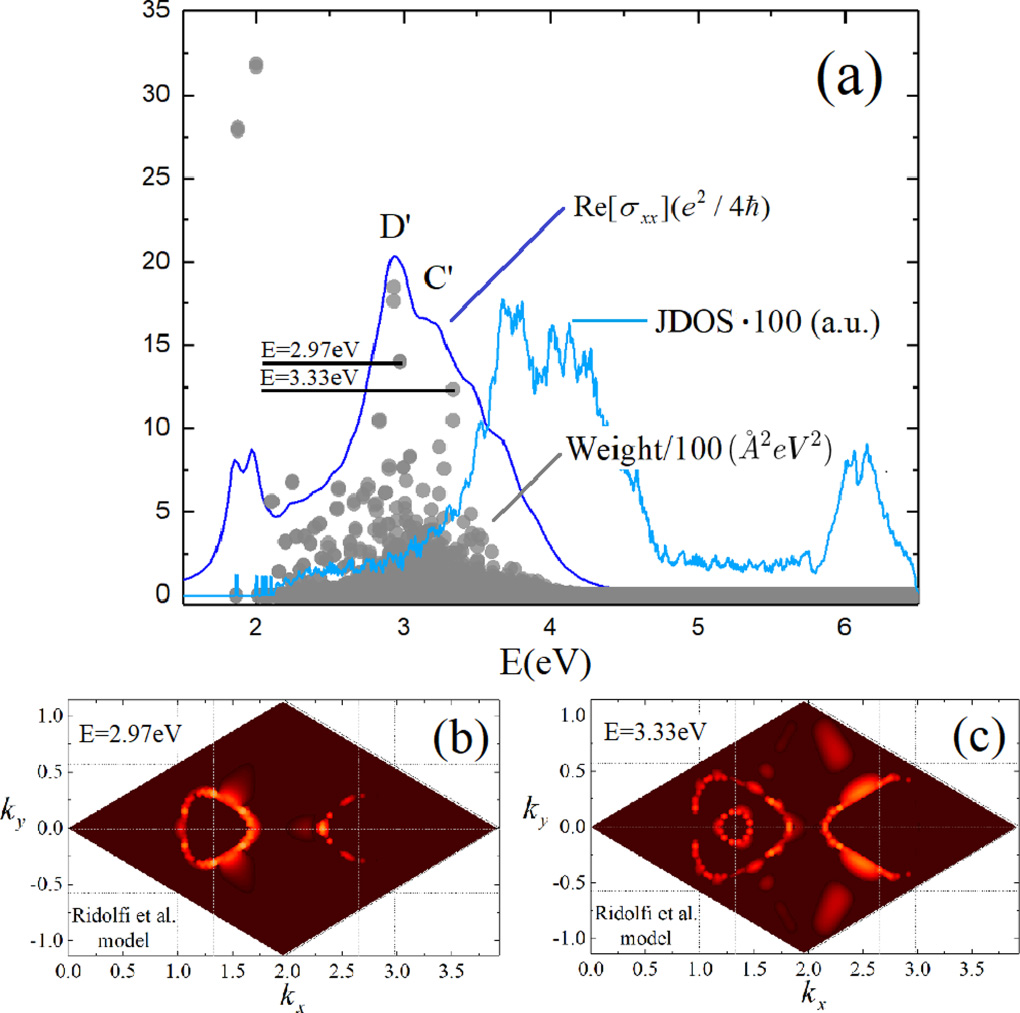 35
30
25
20
15
10
5
0
(a)
Re[σxx](e² / 4ħ)
D'
C'
JDOS ·100 (a.u.)
E=2.97eV
E=3.33eV
Weight/100 (Å²eV²)
2 3 4 5 6
E(eV)
1.0
0.5
0.0
-0.5
-1.0
ky
E=2.97eV
(b)
Ridolfi et al.
model
0.0 0.5 1.0 1.5 2.0 2.5 3.0 3.5
kx
1.0
0.5
0.0
-0.5
-1.0
ky
E=3.33eV
(c)
Ridolfi et al.
model
0.0 0.5 1.0 1.5 2.0 2.5 3.0 3.5
kx